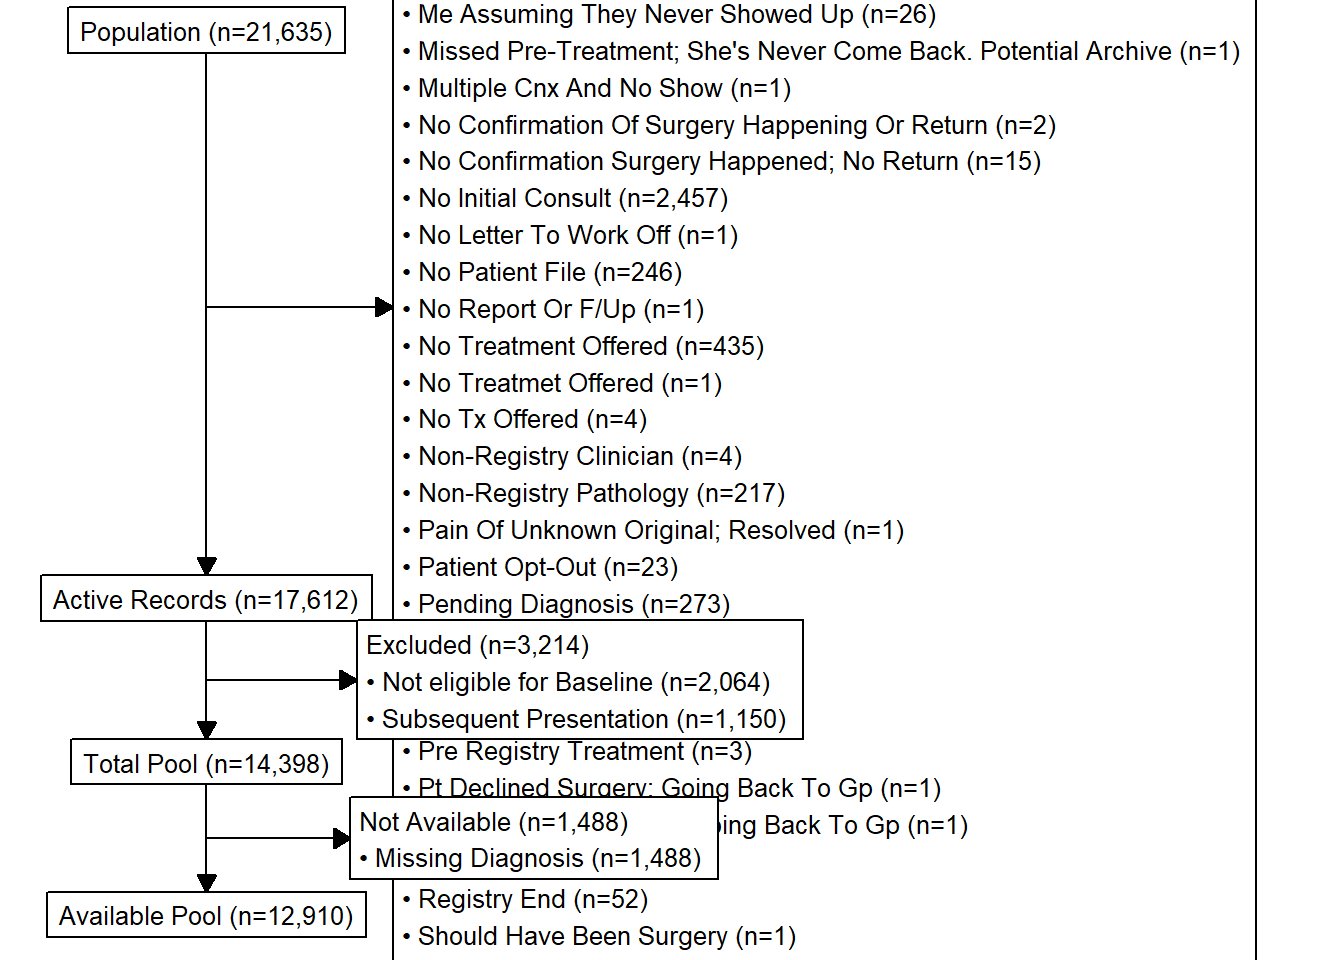 Population (n=21,635)
• Me Assuming They Never Showed Up (n=26)
• Missed Pre-Treatment; She's Never Come Back. Potential Archive (n=1)
• Multiple Cnx And No Show (n=1)
• No Confirmation Of Surgery Happening Or Return (n=2)
• No Confirmation Surgery Happened; No Return (n=15)
• No Initial Consult (n=2,457)
• No Letter To Work Off (n=1)
• No Patient File (n=246)
• No Report Or F/Up (n=1)
• No Treatment Offered (n=435)
• No Treatmet Offered (n=1)
• No Tx Offered (n=4)
• Non-Registry Clinician (n=4)
• Non-Registry Pathology (n=217)
• Pain Of Unknown Original; Resolved (n=1)
• Patient Opt-Out (n=23)
• Pending Diagnosis (n=273)
Active Records (n=17,612)
Excluded (n=3,214)
• Not eligible for Baseline (n=2,064)
• Subsequent Presentation (n=1,150)
• Pre Registry Treatment (n=3)
Total Pool (n=14,398)
• Pt Declined Surgery; Going Back To Gp (n=1)
Back To Gp (n=1)
Not Available (n=1,488)
• Missing Diagnosis (n=1,488)
• Registry End (n=52)
Available Pool (n=12,910)
• Should Have Been Surgery (n=1)